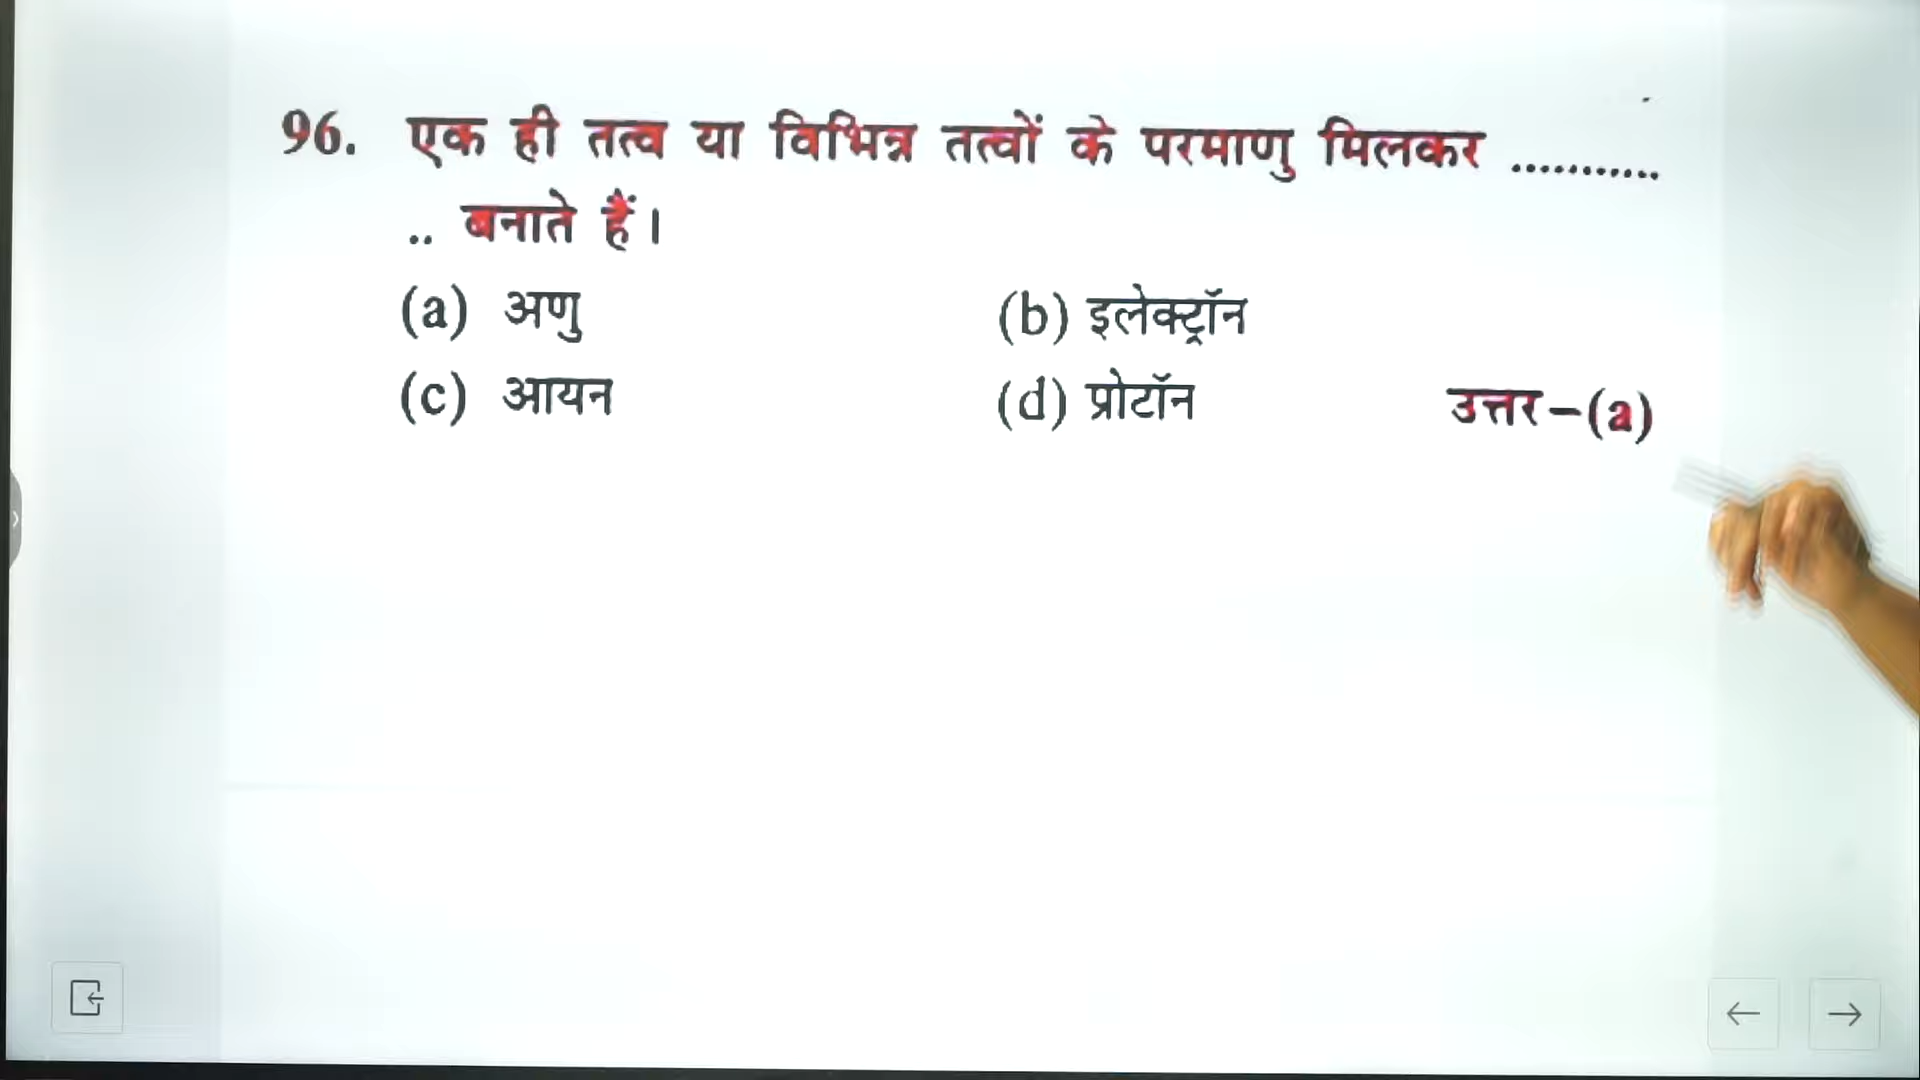 96. एक ही तत्व या विभिन्न तत्वों के परमाणु मिलकर ...........
.. बनाते हैं।
(a) अणु (b) इलेक्ट्रॉन
(c) आयन (d) प्रोटॉन उत्तर–(a)